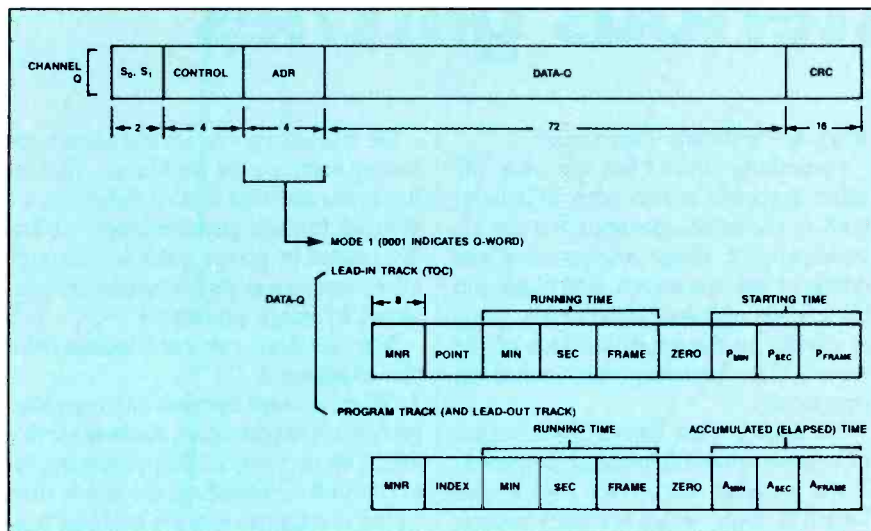 CHANNEL Q
S0, S1 CONTROL ADR DATA-Q CRC
2 4 4 72 16
MODE 1 (0001 INDICATES Q-WORD)
LEAD-IN TRACK (TOC)
DATA-Q
8 RUNNING TIME STARTING TIME
MNR POINT MIN SEC FRAME ZERO PMIN PSEC PFRAME
PROGRAM TRACK (AND LEAD-OUT TRACK)
RUNNING TIME ACCUMULATED (ELAPSED) TIME
MNR INDEX MIN SEC FRAME ZERO AMIN ASEC AFRAME